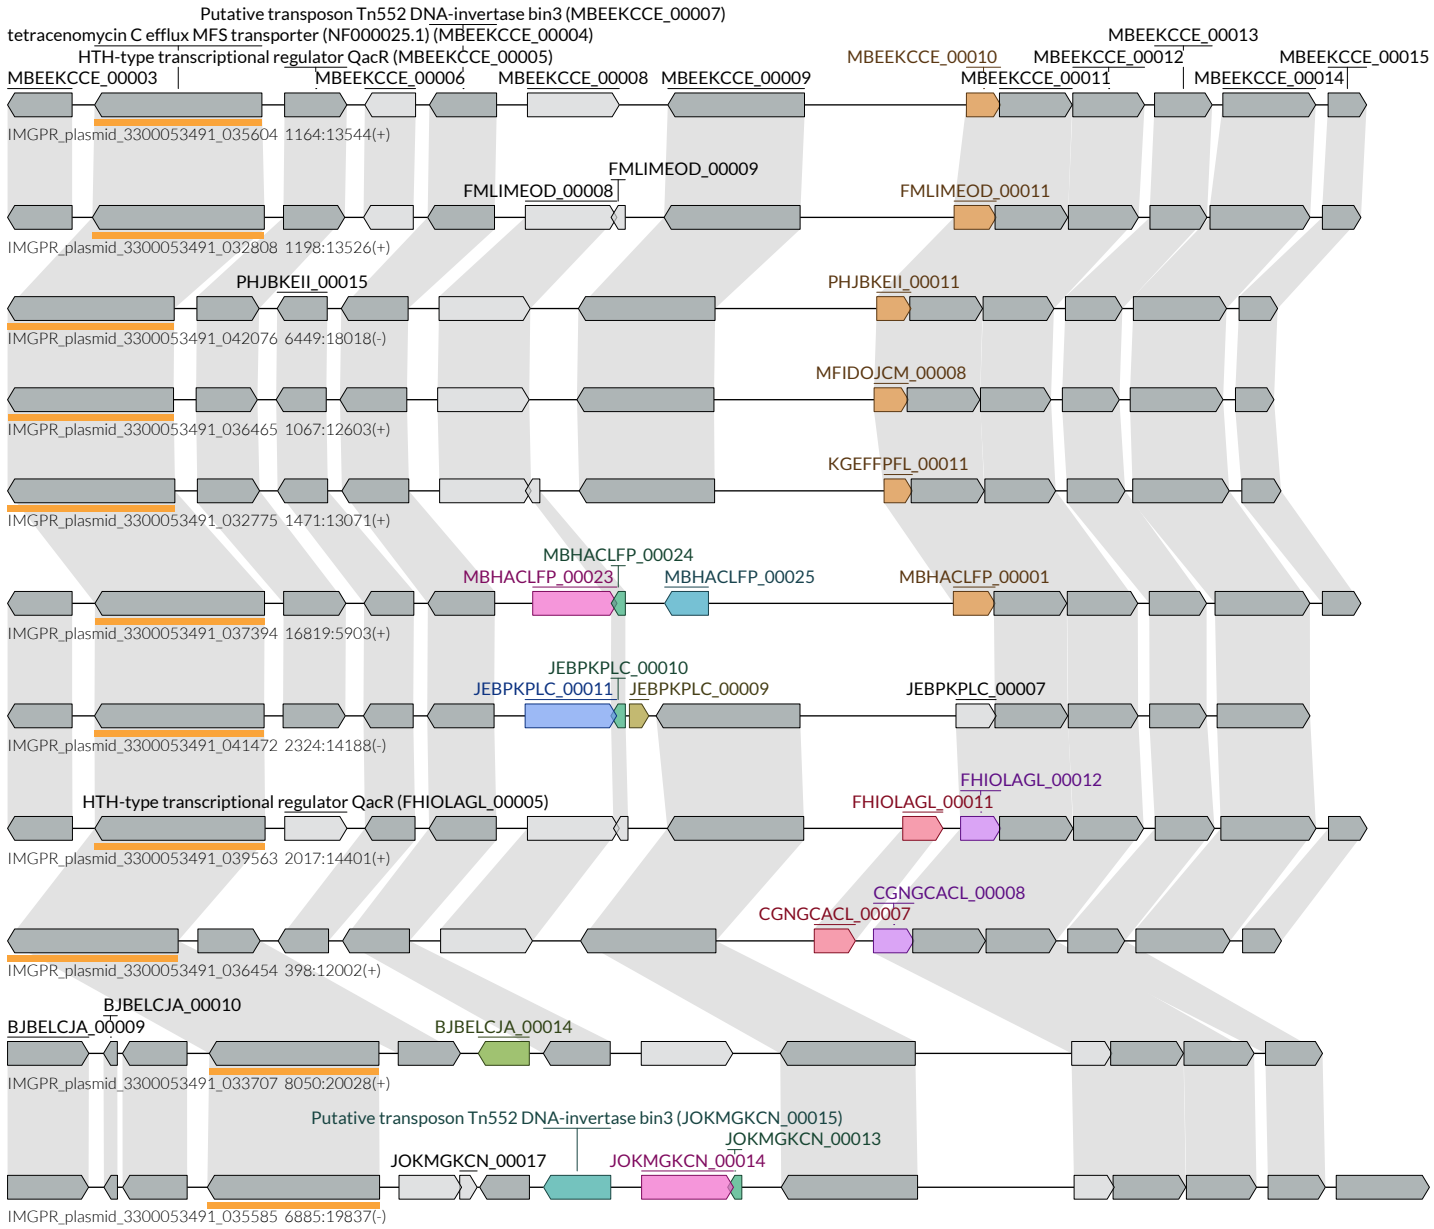 Putative transposon Tn552 DNA-invertase bin3 (MBEEKCCE_00007)
tetracenomycin C efflux MFS transporter (NF000025.1) (MBEEKCCE_00004)
MBEEKCCE_00013
HTH-type transcriptional regulator QacR (MBEEKCCE_00005)
MBEEKCCE_00010
MBEEKCCE_00012
MBEEKCCE_00015
MBEEKCCE_00003
MBEEKCCE_00006
MBEEKCCE_00008
MBEEKCCE_00009
MBEEKCCE_00011
MBEEKCCE_00014
IMGPR_plasmid_3300053491_035604 1164:13544(+)
FMLIMEOD_00009
FMLIMEOD_00008
FMLIMEOD_00011
IMGPR_plasmid_3300053491_032808 1198:13526(+)
PHJBKEII_00015
PHJBKEII_00011
IMGPR_plasmid_3300053491_042076 6449:18018(-)
MFIDOJCM_00008
IMGPR_plasmid_3300053491_036465 1067:12603(+)
KGEFFPFL_00011
IMGPR_plasmid_3300053491_032775 1471:13071(+)
MBHACLFP_00024
MBHACLFP_00023
MBHACLFP_00025
MBHACLFP_00001
IMGPR_plasmid_3300053491_037394 16819:5903(+)
JEBPKPLC_00010
JEBPKPLC_00011
JEBPKPLC_00009
JEBPKPLC_00007
IMGPR_plasmid_3300053491_041472 2324:14188(-)
FHIOLAGL_00012
HTH-type transcriptional regulator QacR (FHIOLAGL_00005)
FHIOLAGL_00011
IMGPR_plasmid_3300053491_039563 2017:14401(+)
CGNGCACL_00008
CGNGCACL_00007
IMGPR_plasmid_3300053491_036454 398:12002(+)
BJBELCJA_00010
BJBELCJA_00009
BJBELCJA_00014
IMGPR_plasmid_3300053491_033707 8050:20028(+)
Putative transposon Tn552 DNA-invertase bin3 (JOKMGKCN_00015)
JOKMGKCN_00013
JOKMGKCN_00017
JOKMGKCN_00014
IMGPR_plasmid_3300053491_035585 6885:19837(-)